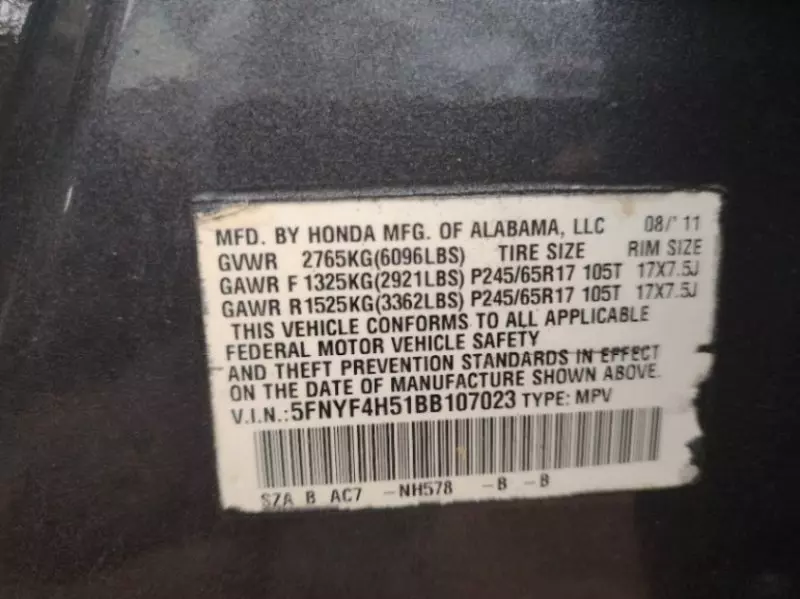 MFD. BY HONDA MFG. OF ALABAMA, LLC 08/'11
GVWR 2765KG(6096LBS) TIRE SIZE RIM SIZE
GAWR F 1325KG(2921LBS) P245/65R17 105T 17X7.5J
GAWR R1525KG(3362LBS) P245/65R17 105T 17X7.5J
THIS VEHICLE CONFORMS TO ALL APPLICABLE
FEDERAL MOTOR VEHICLE SAFETY
AND THEFT PREVENTION STANDARDS IN EFFECT
ON THE DATE OF MANUFACTURE SHOWN ABOVE.
V.I.N.: 5FNYF4H51BB107023 TYPE: MPV
SZA B AC7 -NH578 -B -B